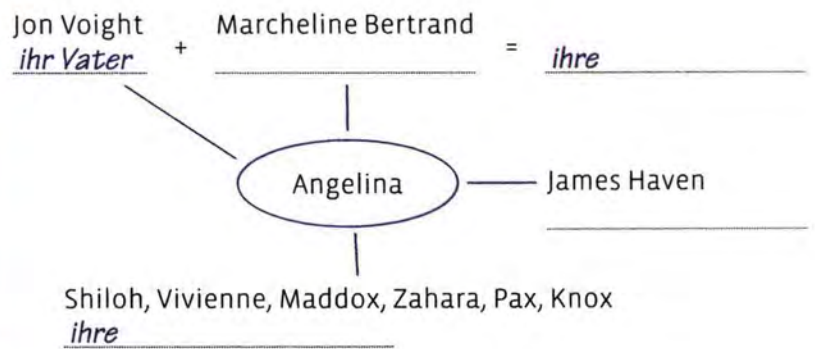 Jon Voight + Marcheline Bertrand =
ihr Vater ihre
Angelina
James Haven
Shiloh, Vivienne, Maddox, Zahara, Pax, Knox
ihre